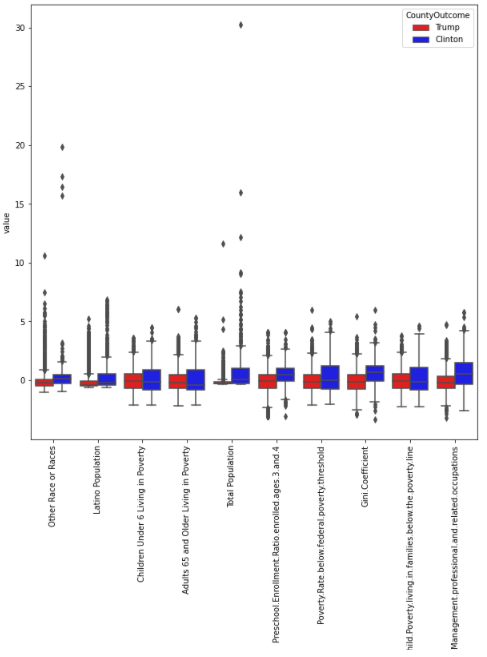 CountyOutcome
Trump
Clinton
30
25
20
15
10
5
0
value
Other Race or Races
Latino Population
Children Under 6 Living in Poverty
Adults 65 and Older Living in Poverty
Total Population
Preschool.Enrollment.Ratio.enrolled.ages.3.and.4
Poverty.Rate.below.federal.poverty.threshold
Gini.Coefficient
hild.Poverty.living.in.families.below.the.poverty.line
Management.professional.and.related.occupations